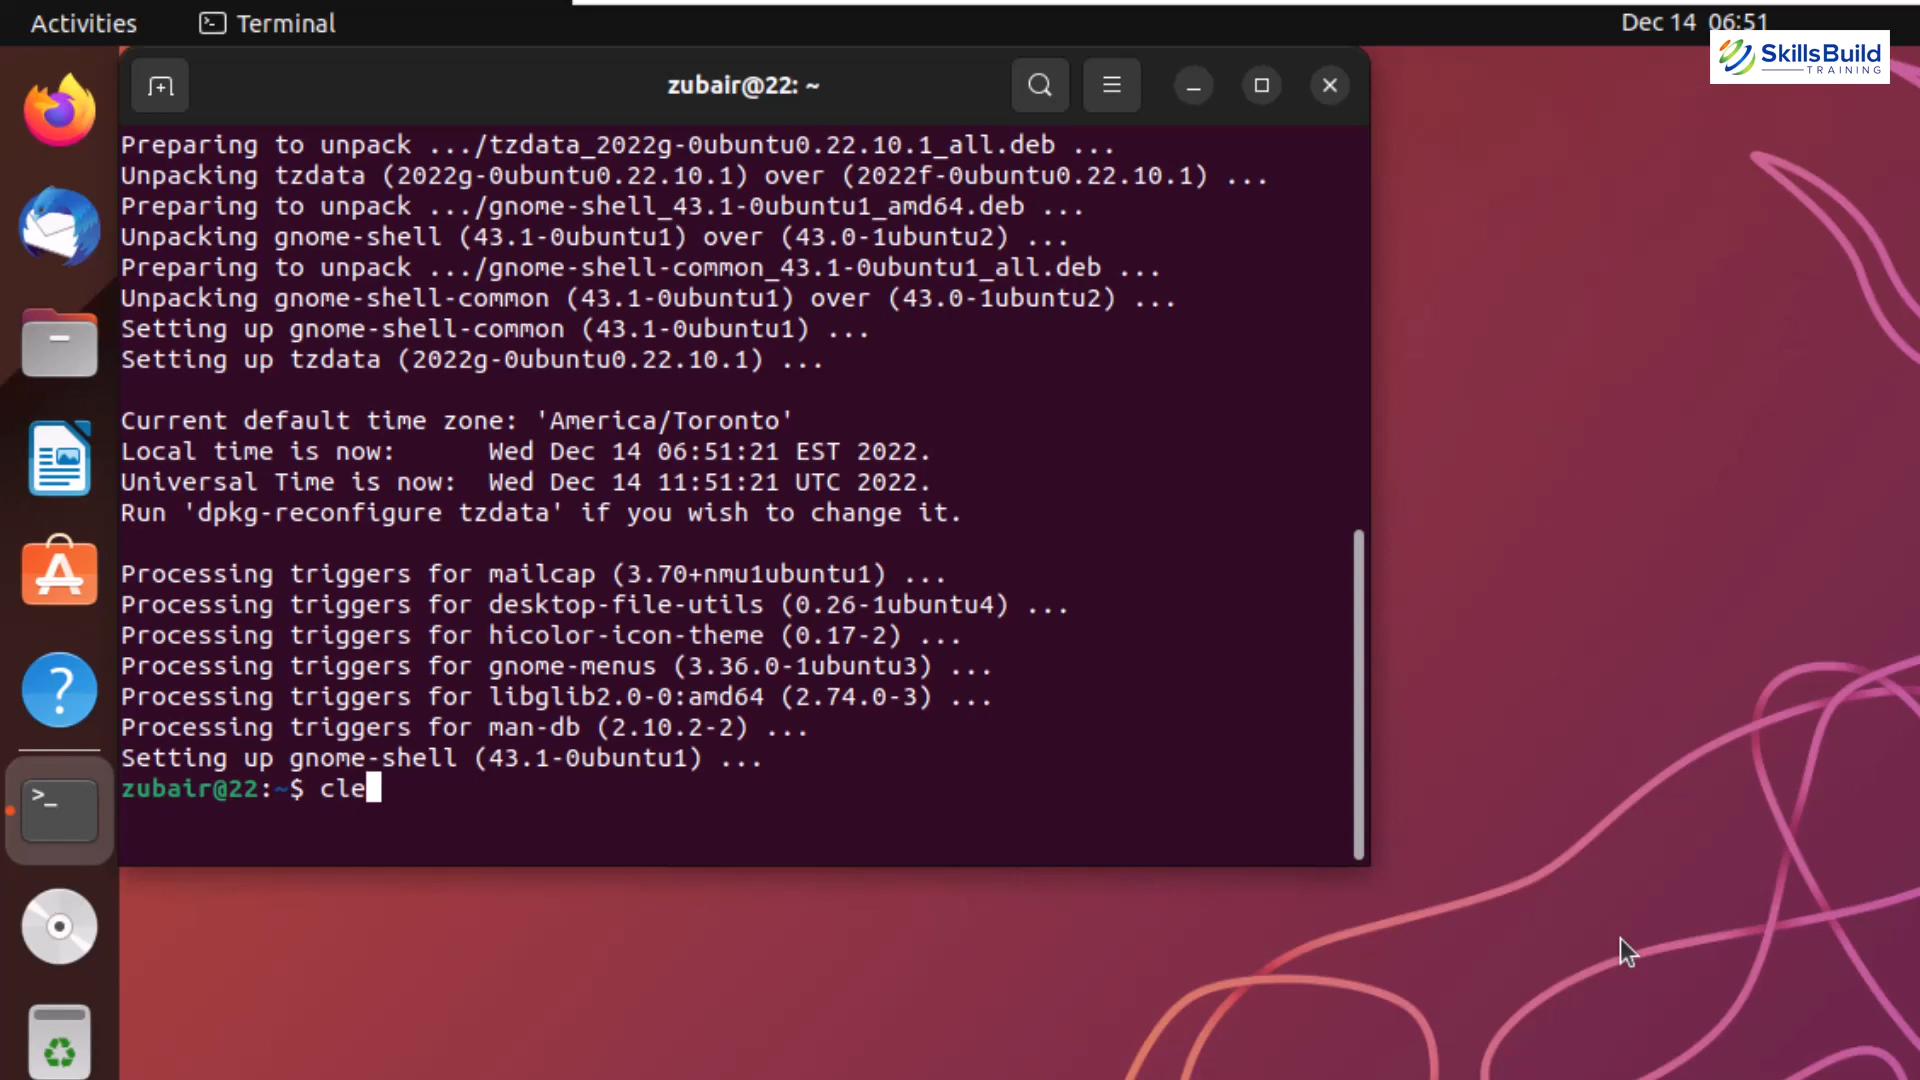 Activities
Terminal
Dec 14 06:51
SkillsBuild
TRAINING
zubair@22: ~
Preparing to unpack .../tzdata_2022g-0ubuntu0.22.10.1_all.deb ...
Unpacking tzdata (2022g-0ubuntu0.22.10.1) over (2022f-0ubuntu0.22.10.1) ...
Preparing to unpack .../gnome-shell_43.1-0ubuntu1_amd64.deb ...
Unpacking gnome-shell (43.1-0ubuntu1) over (43.0-1ubuntu2) ...
Preparing to unpack .../gnome-shell-common_43.1-0ubuntu1_all.deb ...
Unpacking gnome-shell-common (43.1-0ubuntu1) over (43.0-1ubuntu2) ...
Setting up gnome-shell-common (43.1-0ubuntu1) ...
Setting up tzdata (2022g-0ubuntu0.22.10.1) ...
Current default time zone: 'America/Toronto'
Local time is now:      Wed Dec 14 06:51:21 EST 2022.
Universal Time is now:  Wed Dec 14 11:51:21 UTC 2022.
Run 'dpkg-reconfigure tzdata' if you wish to change it.
Processing triggers for mailcap (3.70+nmu1ubuntu1) ...
Processing triggers for desktop-file-utils (0.26-1ubuntu4) ...
Processing triggers for hicolor-icon-theme (0.17-2) ...
Processing triggers for gnome-menus (3.36.0-1ubuntu3) ...
Processing triggers for libglib2.0-0:amd64 (2.74.0-3) ...
Processing triggers for man-db (2.10.2-2) ...
Setting up gnome-shell (43.1-0ubuntu1) ...
zubair@22:~$ cle